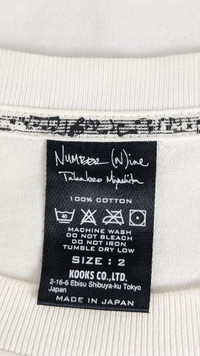 NUMBER (N)ine
Takahiro Miyashita
100% COTTON
40
MACHINE WASH
DO NOT BLEACH
DO NOT IRON
TUMBLE DRY LOW
SIZE : 2
KOOKS CO.,LTD.
2-16-6 Ebisu Shibuya-ku Tokyo
Japan
MADE IN JAPAN